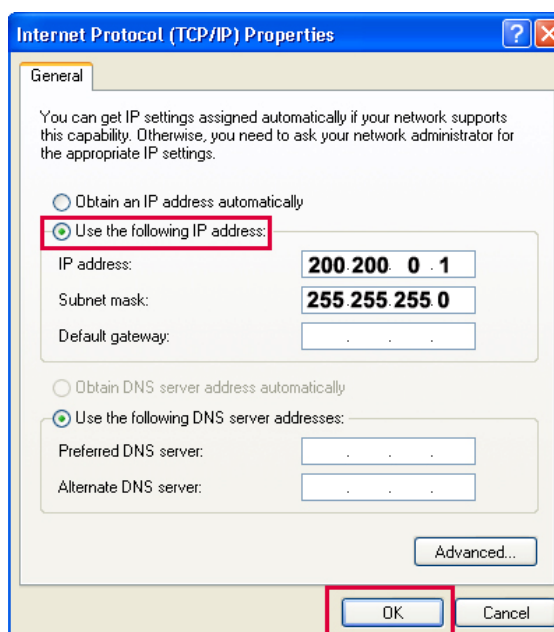 Internet Protocol (TCP/IP) Properties
General
You can get IP settings assigned automatically if your network supports
this capability. Otherwise, you need to ask your network administrator for
the appropriate IP settings.
Obtain an IP address automatically
Use the following IP address:
IP address: 200.200.0.1
Subnet mask: 255.255.255.0
Default gateway: . . .
Obtain DNS server address automatically
Use the following DNS server addresses:
Preferred DNS server: . . .
Alternate DNS server: . . .
Advanced...
OK Cancel